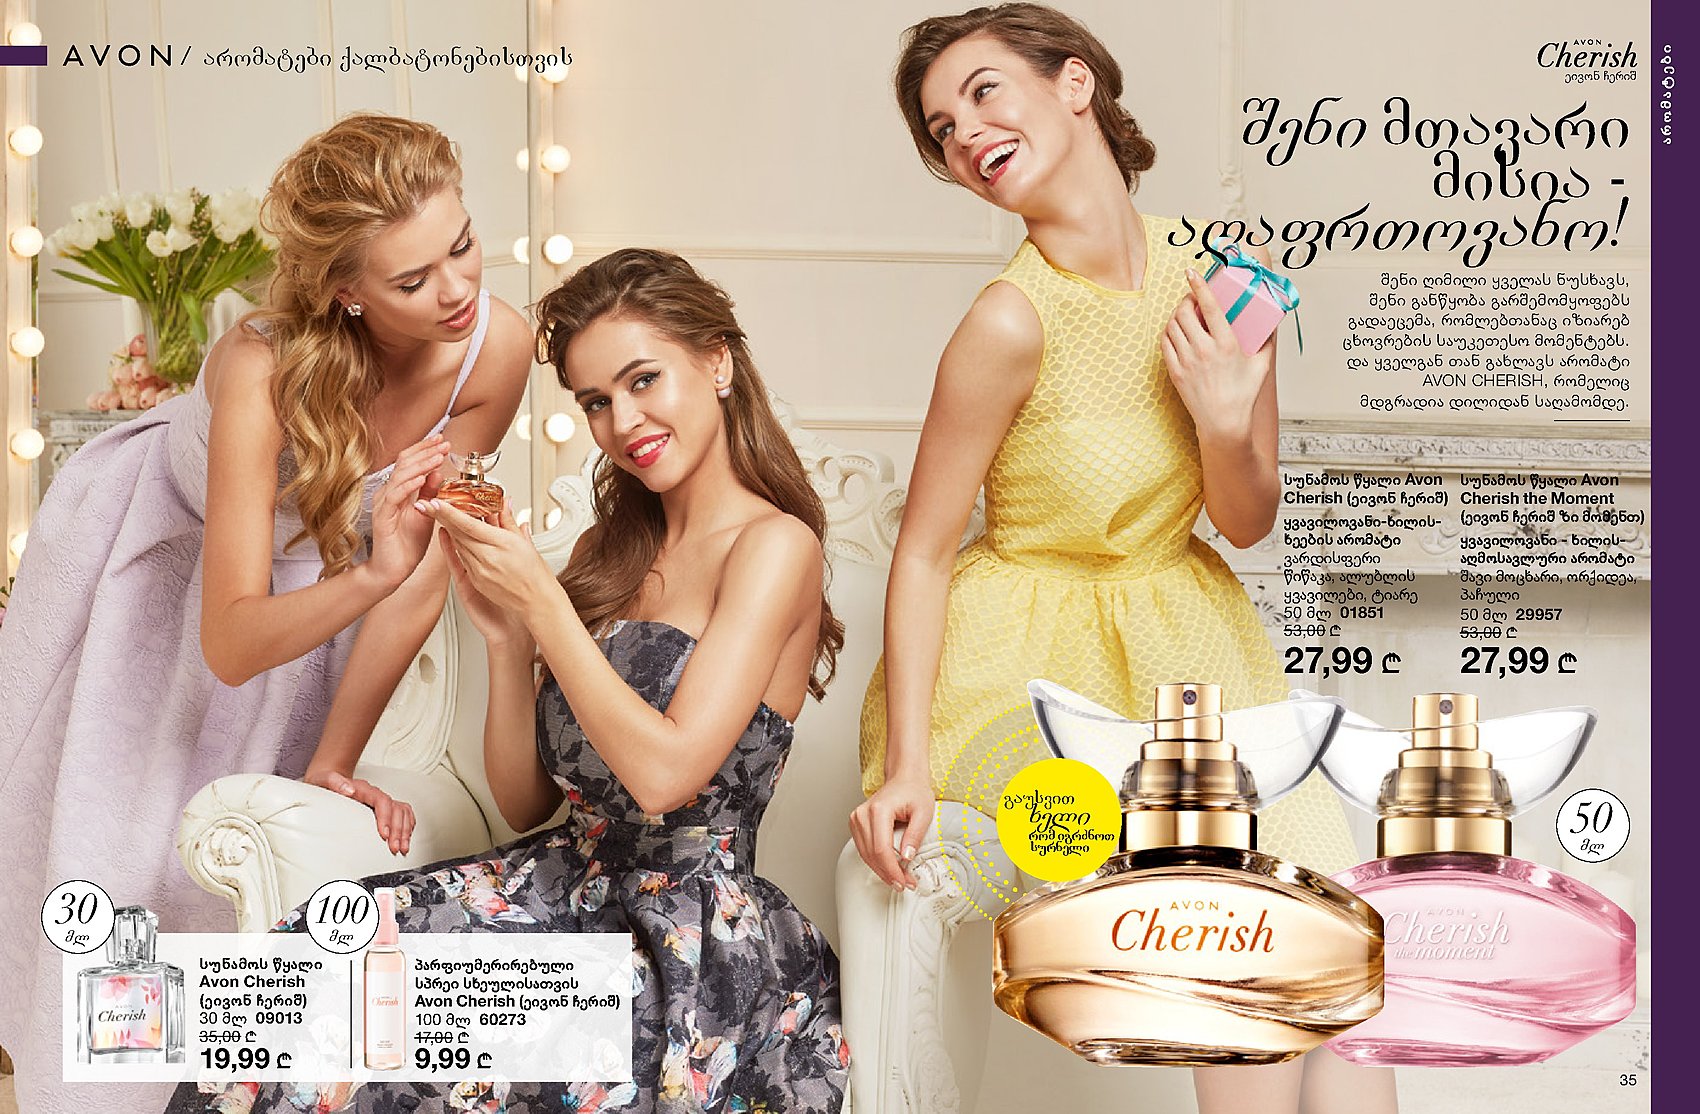 AVON/ არომატები ქალბატონებისთვის
AVON
Cherish
ეივონ ჩერიშ
არომატები
შენი მთავარი
მისია -
აღაფრთოვანო!
შენი ღიმილი ყველას ნუსხავს,
შენი განწყობა გარშემომყოფებს
გადაეცემა, რომლებთანაც იზიარებ
ცხოვრების საუკეთესო მომენტებს.
და ყველგან თან გახლავს არომატი
AVON CHERISH, რომელიც
მდგრადია დილიდან საღამომდე.
სუნამოს წყალი Avon
Cherish (ეივონ ჩერიშ)
ყვავილოვანი-ხილის-
ხეების არომატი
ვარდისფერი
წიწაკა, ალუბლის
ყვავილები, ტიარე
50 მლ 01851
53,00 ₾
27,99 ₾
სუნამოს წყალი Avon
Cherish the Moment
(ეივონ ჩერიშ ზი მომენთ)
ყვავილოვანი - ხილის-
აღმოსავლური არომატი
შავი მოცხარი, ორქიდეა,
პაჩული
50 მლ 29957
53,00 ₾
27,99 ₾
გაუსვით
ხელი
რომ იგრძნოთ
სურნელი
50
მლ
AVON
Cherish
AVON
Cherish
the moment
Cherish
30
მლ
AVON
Cherish
სუნამოს წყალი
Avon Cherish
(ეივონ ჩერიშ)
30 მლ 09013
35,00 ₾
19,99 ₾
100
მლ
Cherish
პარფიუმერირებული
სპრეი სხეულისათვის
Avon Cherish (ეივონ ჩერიშ)
100 მლ 60273
17,00 ₾
9,99 ₾
35